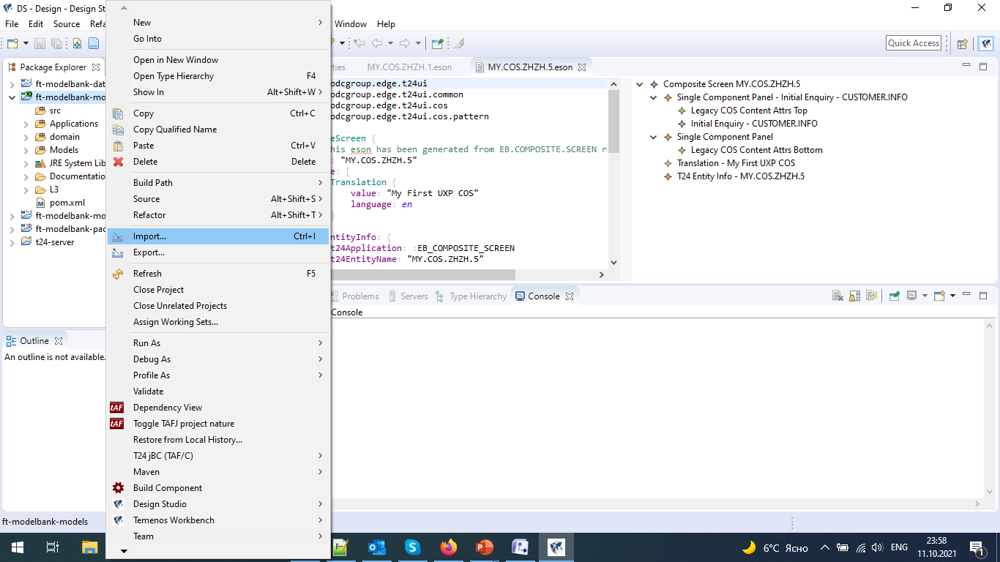 DS - Design - Design St
File Edit Source Refa
Window Help
Quick Access
Package Explorer
ft-modelbank-dat
ft-modelbank-mo
src
Applications
domain
Models
JRE System Lib
Documentatio
L3
pom.xml
ft-modelbank-mo
ft-modelbank-pac
t24-server
Outline
An outline is not available.
ft-modelbank-models
New
Go Into
Open in New Window
Open Type Hierarchy F4
Show In Alt+Shift+W
Copy Ctrl+C
Copy Qualified Name
Paste Ctrl+V
Delete Delete
Build Path
Source Alt+Shift+S
Refactor Alt+Shift+T
Import... Ctrl+I
Export...
Refresh F5
Close Project
Close Unrelated Projects
Assign Working Sets...
Run As
Debug As
Profile As
Validate
tAF Dependency View
tAF Toggle TAFJ project nature
Restore from Local History...
T24 jBC (TAF/C)
Maven
Build Component
Design Studio
Temenos Workbench
Team
ties MY.COS.ZHZH.1.eson MY.COS.ZHZH.5.eson
odcgroup.edge.t24ui
odcgroup.edge.t24ui.common
odcgroup.edge.t24ui.cos
odcgroup.edge.t24ui.cos.pattern
eScreen {
his eson has been generated from EB.COMPOSITE.SCREEN r
: "MY.COS.ZHZH.5"
e: [
Translation {
value: "My First UXP COS"
language: en
}
ntityInfo: {
t24Application: :EB_COMPOSITE_SCREEN
t24EntityName: "MY.COS.ZHZH.5"
Composite Screen MY.COS.ZHZH.5
Single Component Panel - Initial Enquiry - CUSTOMER.INFO
Legacy COS Content Attrs Top
Initial Enquiry - CUSTOMER.INFO
Single Component Panel
Legacy COS Content Attrs Bottom
Translation - My First UXP COS
T24 Entity Info - MY.COS.ZHZH.5
Problems Servers Type Hierarchy Console
Console
6°C Ясно
ENG
23:58
11.10.2021
1